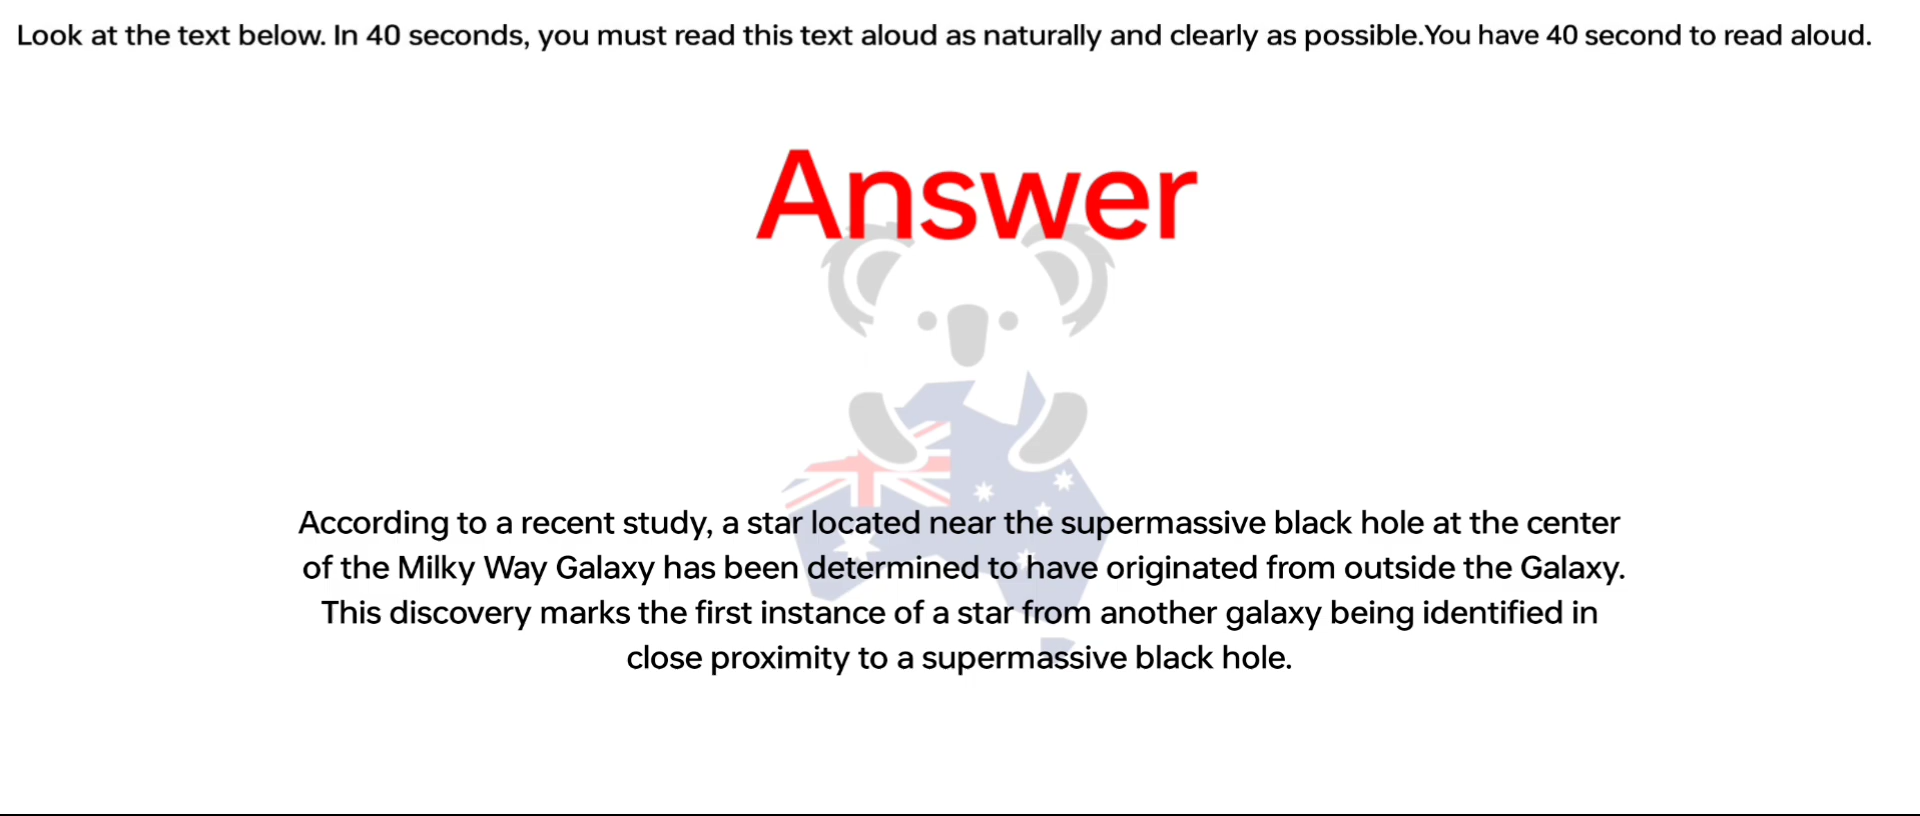 Look at the text below. In 40 seconds, you must read this text aloud as naturally and clearly as possible.You have 40 second to read aloud.
Answer
According to a recent study, a star located near the supermassive black hole at the center
of the Milky Way Galaxy has been determined to have originated from outside the Galaxy.
This discovery marks the first instance of a star from another galaxy being identified in
close proximity to a supermassive black hole.